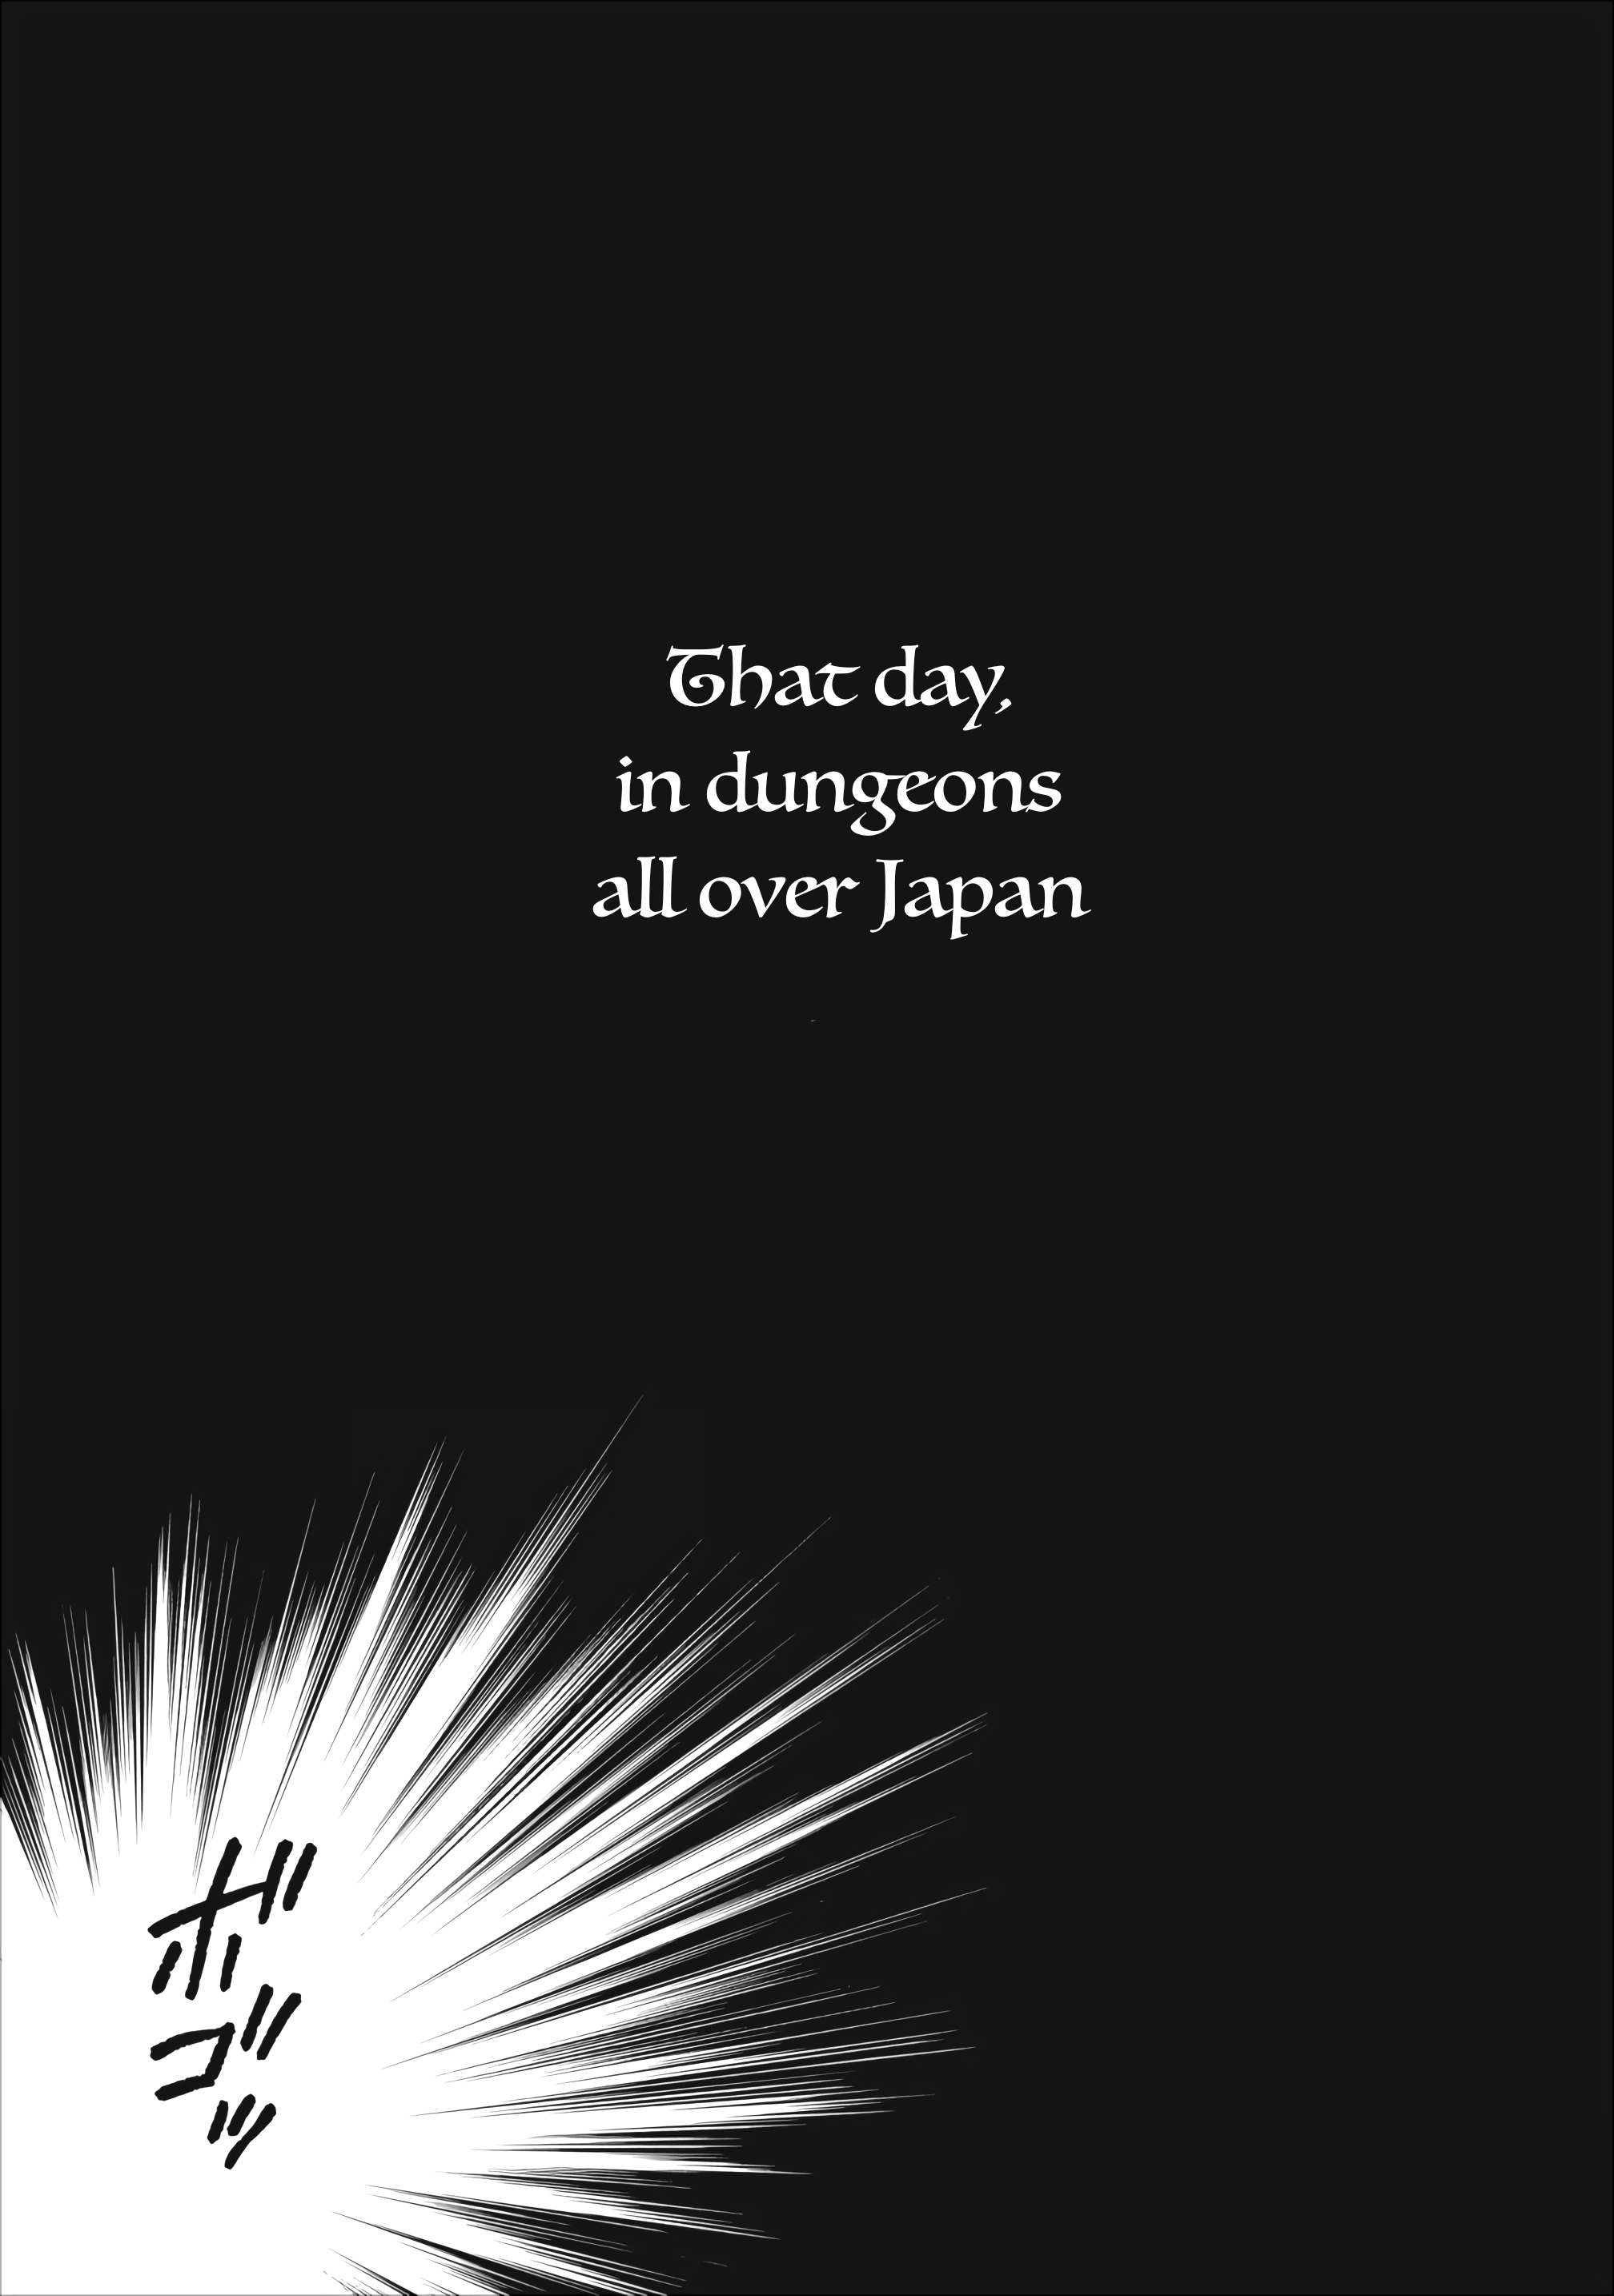 That day,
in dungeons
all over Japan
ボゴッ